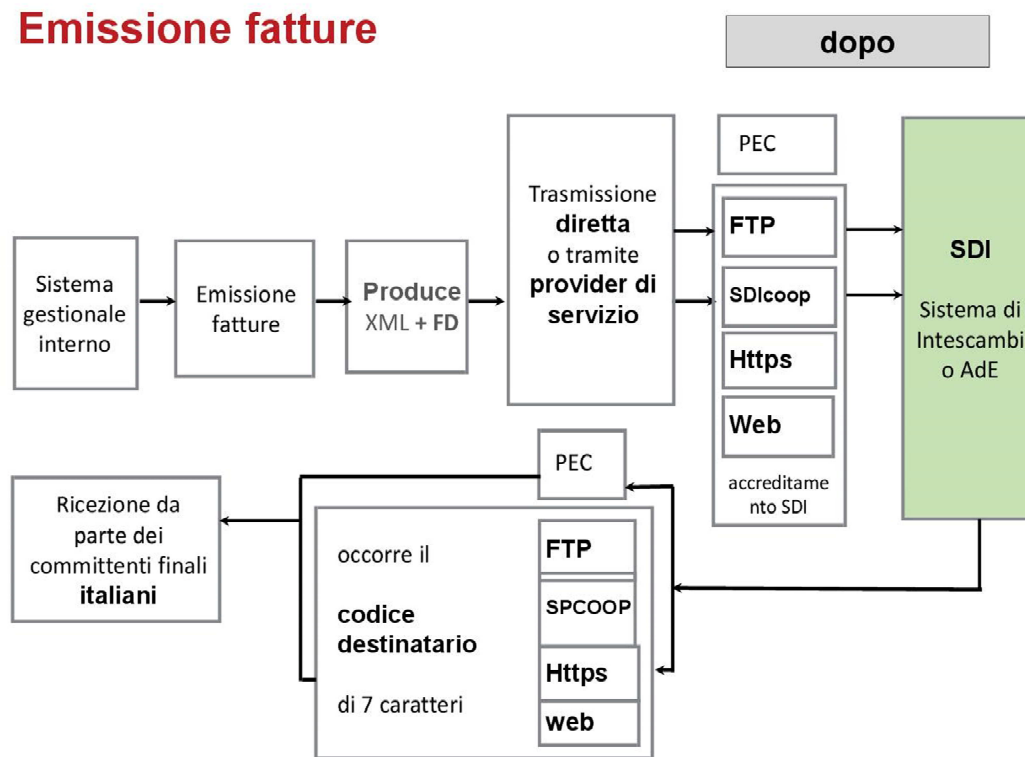 Emissione fatture
dopo
Sistema
gestionale
interno
Emissione
fatture
Produce
XML + FD
Trasmissione
diretta
o tramite
provider di
servizio
PEC
FTP
SDIcoop
Https
Web
accreditame
nto SDI
SDI
Sistema di
Intescambi
o AdE
Ricezione da
parte dei
committenti finali
italiani
PEC
occorre il
codice
destinatario
di 7 caratteri
FTP
SPCOOP
Https
web